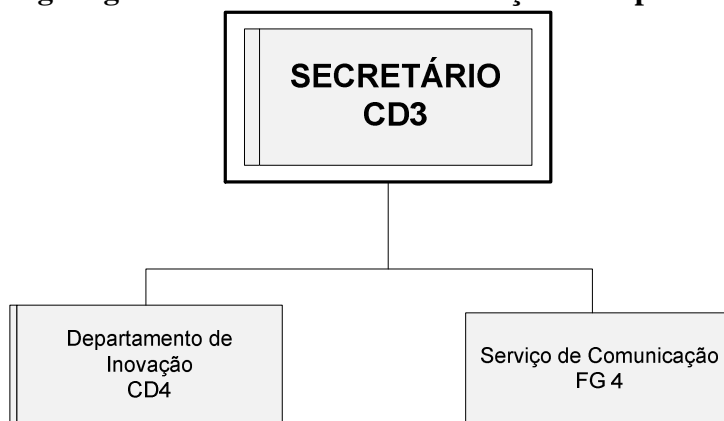 SECRETÁRIO
CD3
Departamento de
Inovação
CD4
Serviço de Comunicação
FG 4